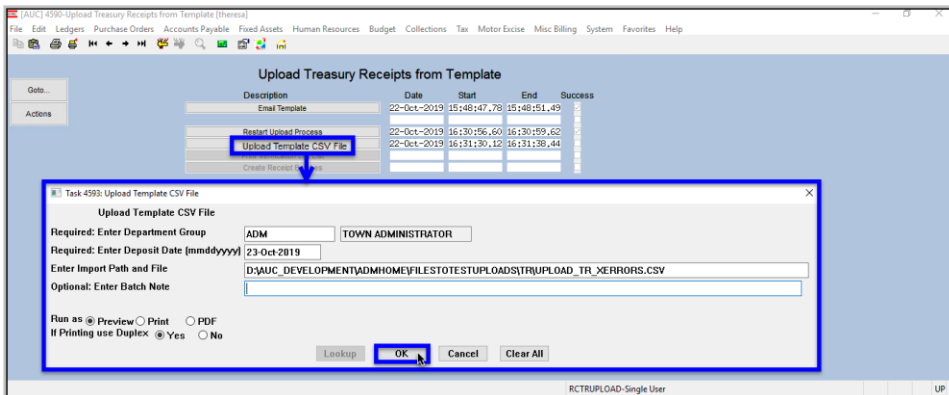 [AUC] 4590-Upload Treasury Receipts from Template [theresa]
File Edit Ledgers Purchase Orders Accounts Payable Fixed Assets Human Resources Budget Collections Tax Motor Excise Misc Billing System Favorites Help
Upload Treasury Receipts from Template
Goto...
Actions
Description Date Start End Success
Email Template 22-Oct-2019 15:48:47.78 15:48:51.49
Restart Upload Process 22-Oct-2019 16:30:56.60 16:30:59.62
Upload Template CSV File 22-Oct-2019 16:31:30.12 16:31:38.44
Create Receipt
Task 4593: Upload Template CSV File
Upload Template CSV File
Required: Enter Department Group ADM TOWN ADMINISTRATOR
Required: Enter Deposit Date (mmddyyyy) 23-Oct-2019
Enter Import Path and File D:\AUC_DEVELOPMENT\ADMHOME\FILESTOTESTUPLOADS\TR\UPLOAD_TR_XERRORS.CSV
Optional: Enter Batch Note
Run as Preview Print PDF
If Printing use Duplex Yes No
Lookup OK Cancel Clear All
RCTRUPLOAD-Single User UP